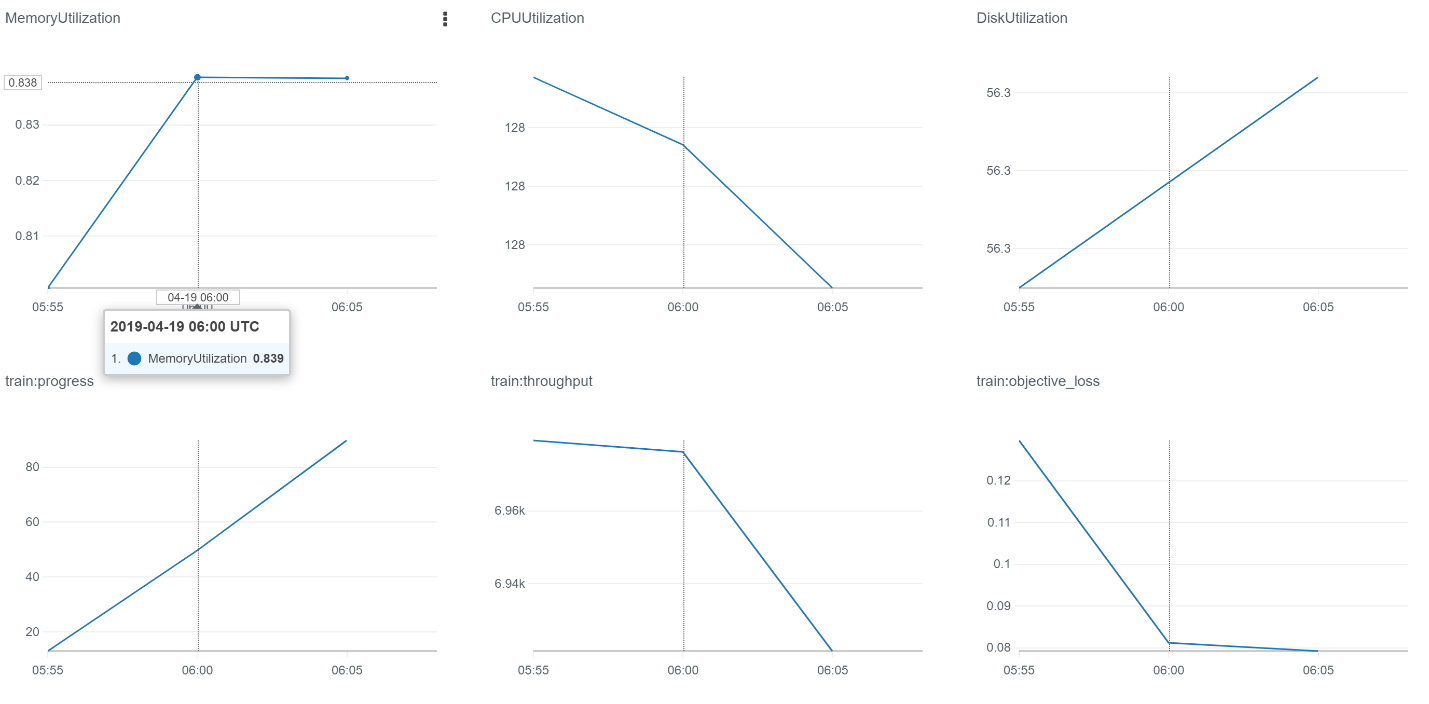 MemoryUtilization
0.838
0.83
0.82
0.81
05:55
04-19 06:00
06:05
2019-04-19 06:00 UTC
1. MemoryUtilization 0.839
CPUUtilization
128
128
128
05:55 06:00 06:05
DiskUtilization
56.3
56.3
56.3
05:55 06:00 06:05
train:progress
80
60
40
20
05:55 06:00 06:05
train:throughput
6.96k
6.94k
05:55 06:00 06:05
train:objective_loss
0.12
0.11
0.1
0.09
0.08
05:55 06:00 06:05